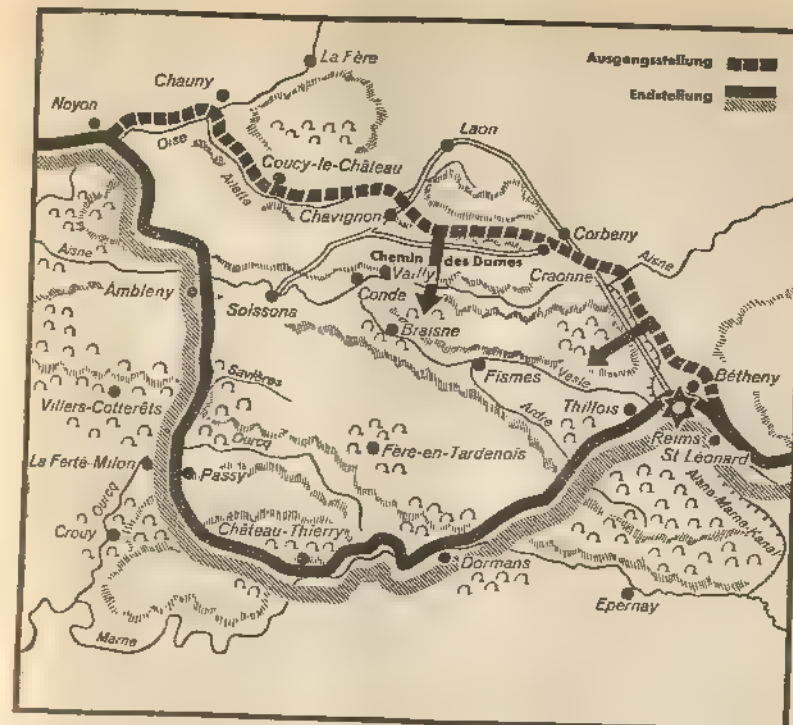 Ausgangsstellung
Endstellung
La Fère
Chauny
Noyon
Oise
Laon
Coucy-le-Château
Ailette
Chavignon
Corbeny
Aisne
Aisne
Chemin des Dames
Craonne
Vailly
Ambleny
Soissons
Conde
Braisne
Savières
Fismes
Vesle
Bétheny
Villers-Cotterêts
Ardre
Thillois
Ourcq
Fère-en-Tardenois
Reims
St Léonard
La Ferté-Milon
Passy
Aisne-Marne-Kanal
Ourcq
Crouy
Château-Thierry
Dormans
Epernay
Marne